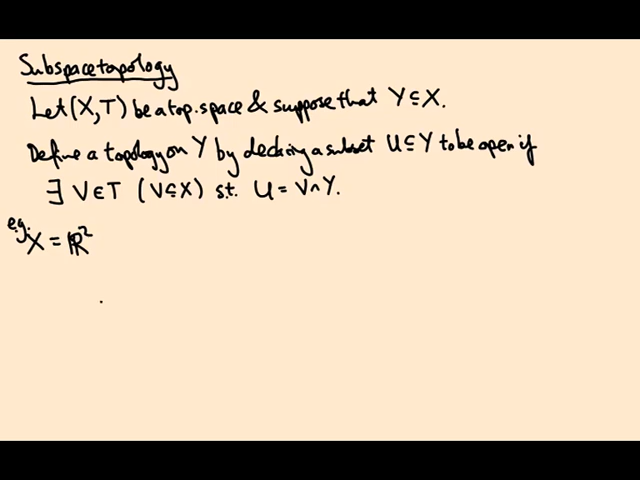 Subspace topology
Let (X,T) be a top. space & suppose that Y⊆X.
Define a topology on Y by declaring a subset U⊆Y to be open if
∃ V∈T (V⊆X) s.t. U = V∩Y.
e.g. X = ℝ²